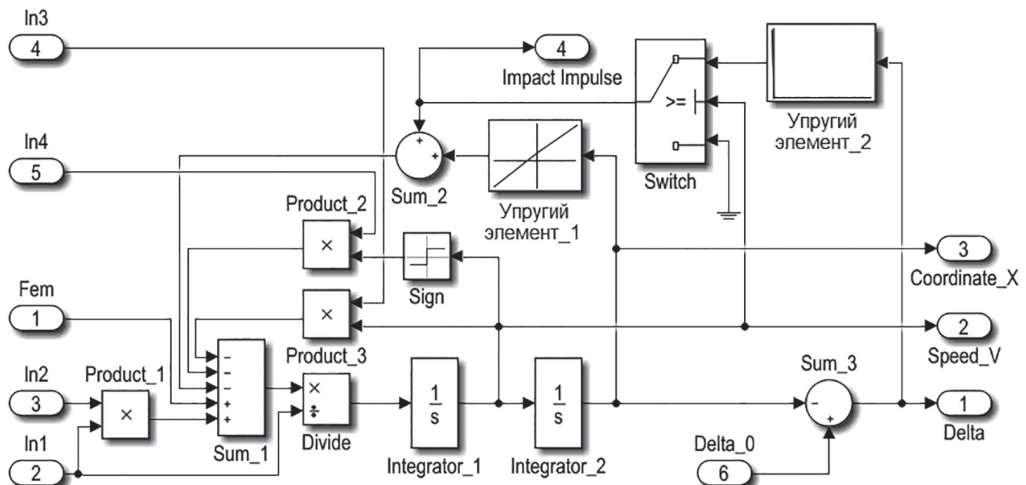 In3
4
4
Impact Impulse
>=
Упругий
элемент_2
In4
5
+
+
Sum_2
Switch
Упругий
элемент_1
Product_2
×
Sign
3
Coordinate_X
Fem
1
×
Product_3
2
Speed_V
In2
3
Product_1
×
−
−
−
+
+
Sum_1
×
÷
Divide
1
s
Integrator_1
1
s
Integrator_2
Sum_3
−
+
1
Delta
In1
2
Delta_0
6